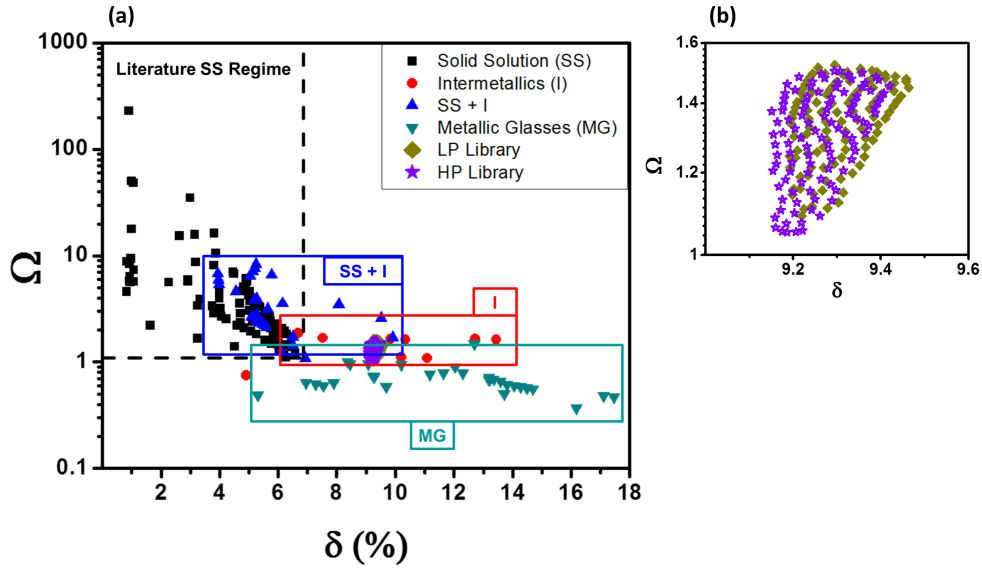 (a)
1000
100
10
1
0.1
Ω
Literature SS Regime
Solid Solution (SS)
Intermetallics (I)
SS + I
Metallic Glasses (MG)
LP Library
HP Library
SS + I
I
MG
2
4
6
8
10
12
14
16
18
δ (%)
(b)
1.6
1.4
1.2
1
Ω
9.2
9.4
9.6
δ